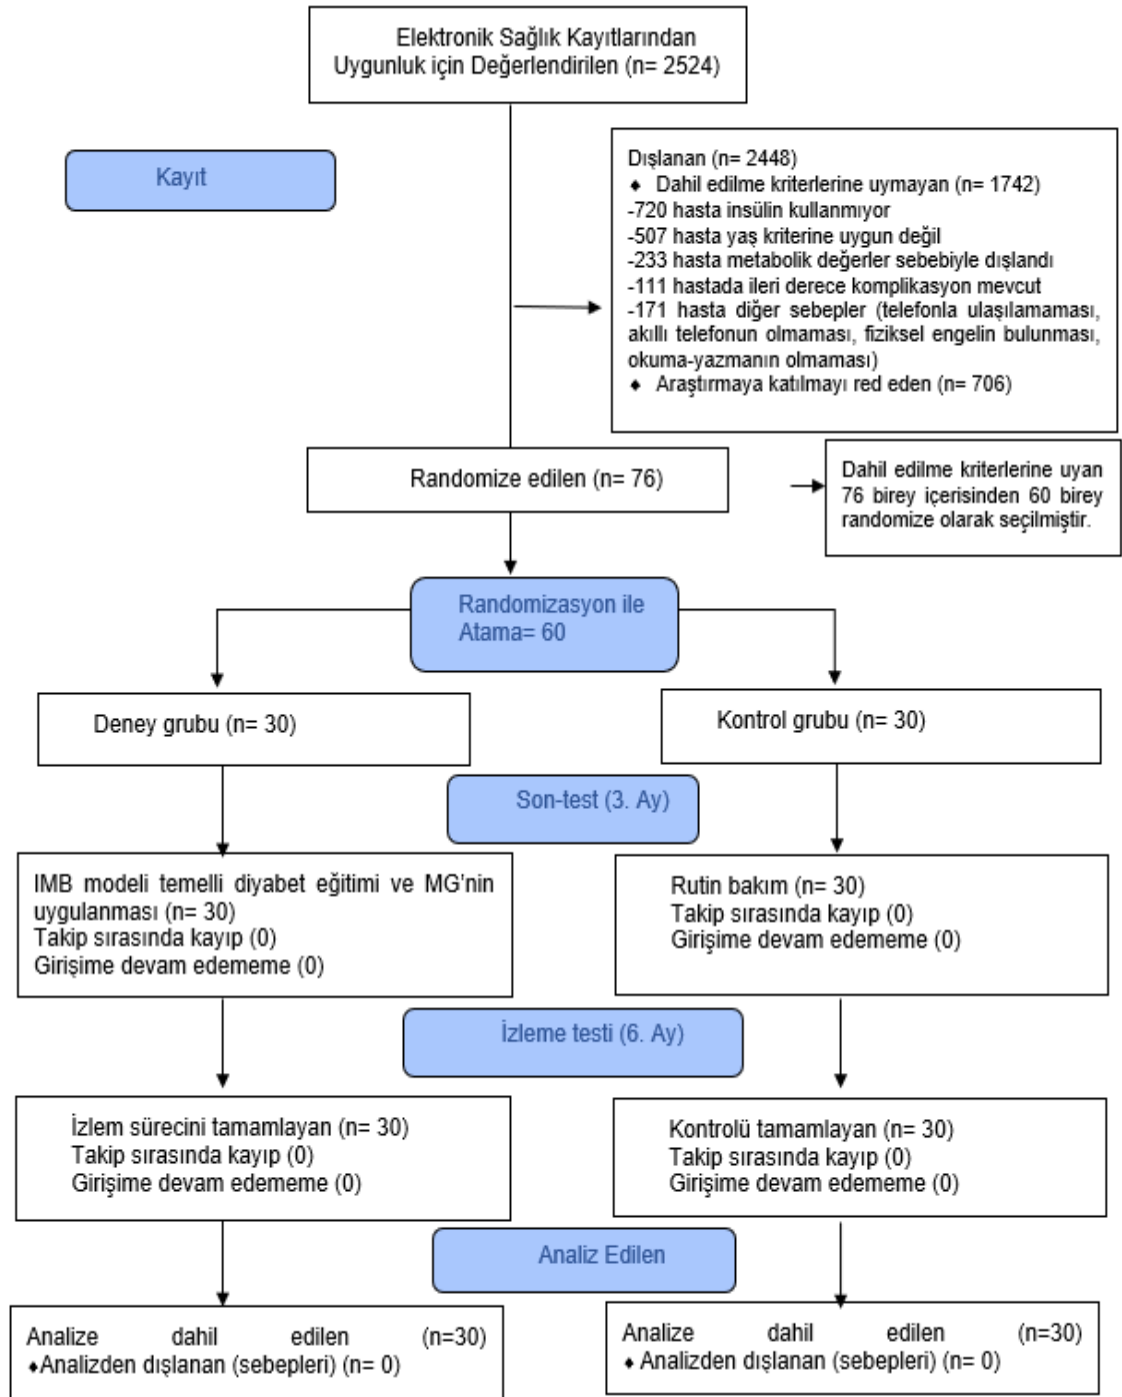 Elektronik Sağlık Kayıtlarından
Uygunluk için Değerlendirilen (n= 2524)
Kayıt
Dışlanan (n= 2448)
♦ Dahil edilme kriterlerine uymayan (n= 1742)
-720 hasta insülin kullanmıyor
-507 hasta yaş kriterine uygun değil
-233 hasta metabolik değerler sebebiyle dışlandı
-111 hastada ileri derece komplikasyon mevcut
-171 hasta diğer sebepler (telefonla ulaşılamaması,
akıllı telefonun olmaması, fiziksel engelin bulunması,
okuma-yazmanın olmaması)
♦ Araştırmaya katılmayı red eden (n= 706)
Randomize edilen (n= 76)
Dahil edilme kriterlerine uyan
76 birey içerisinden 60 birey
randomize olarak seçilmiştir.
Randomizasyon ile
Atama= 60
Deney grubu (n= 30)
Kontrol grubu (n= 30)
Son-test (3. Ay)
IMB modeli temelli diyabet eğitimi ve MG'nin
uygulanması (n= 30)
Takip sırasında kayıp (0)
Girişime devam edememe (0)
Rutin bakım (n= 30)
Takip sırasında kayıp (0)
Girişime devam edememe (0)
İzleme testi (6. Ay)
İzlem sürecini tamamlayan (n= 30)
Takip sırasında kayıp (0)
Girişime devam edememe (0)
Kontrolü tamamlayan (n= 30)
Takip sırasında kayıp (0)
Girişime devam edememe (0)
Analiz Edilen
Analize dahil edilen (n=30)
♦Analizden dışlanan (sebepleri) (n= 0)
Analize dahil edilen (n=30)
♦ Analizden dışlanan (sebepleri) (n= 0)